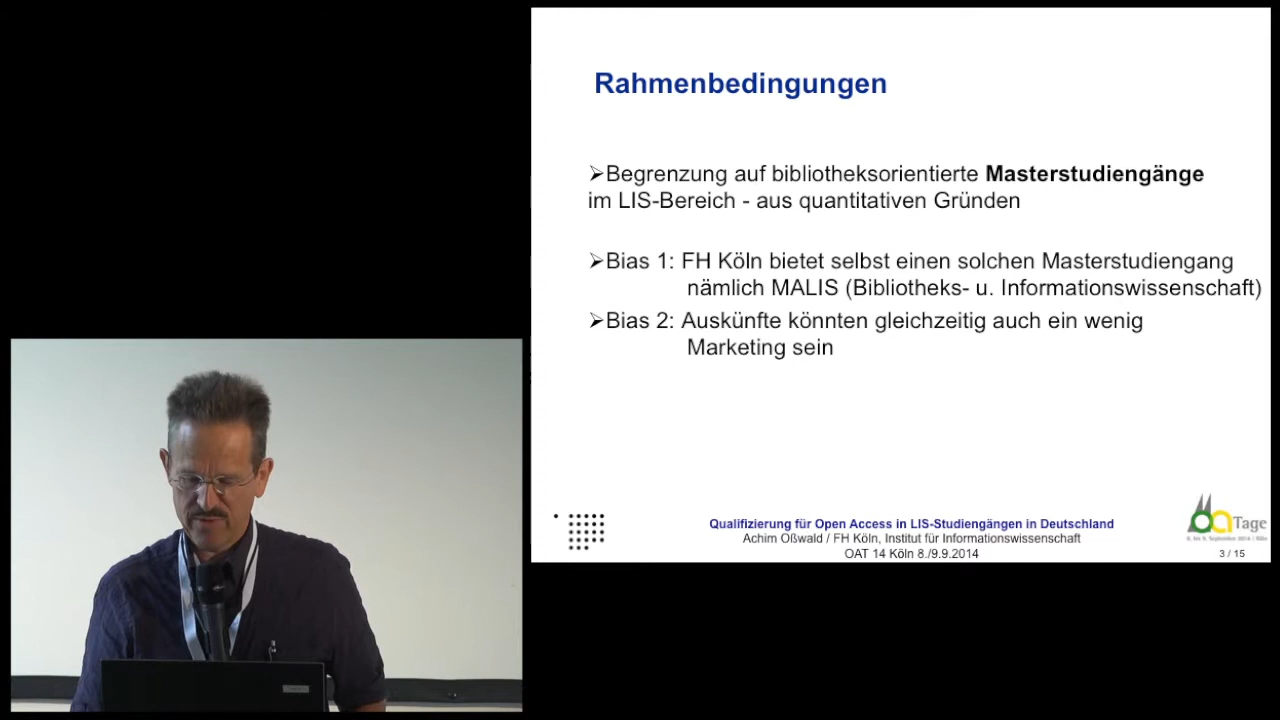 Rahmenbedingungen
➢Begrenzung auf bibliotheksorientierte Masterstudiengänge
im LIS-Bereich - aus quantitativen Gründen
➢Bias 1: FH Köln bietet selbst einen solchen Masterstudiengang
nämlich MALIS (Bibliotheks- u. Informationswissenschaft)
➢Bias 2: Auskünfte könnten gleichzeitig auch ein wenig
Marketing sein
Qualifizierung für Open Access in LIS-Studiengängen in Deutschland
Achim Oßwald / FH Köln, Institut für Informationswissenschaft
OAT 14 Köln 8./9.9.2014
oa Tage
3 / 15